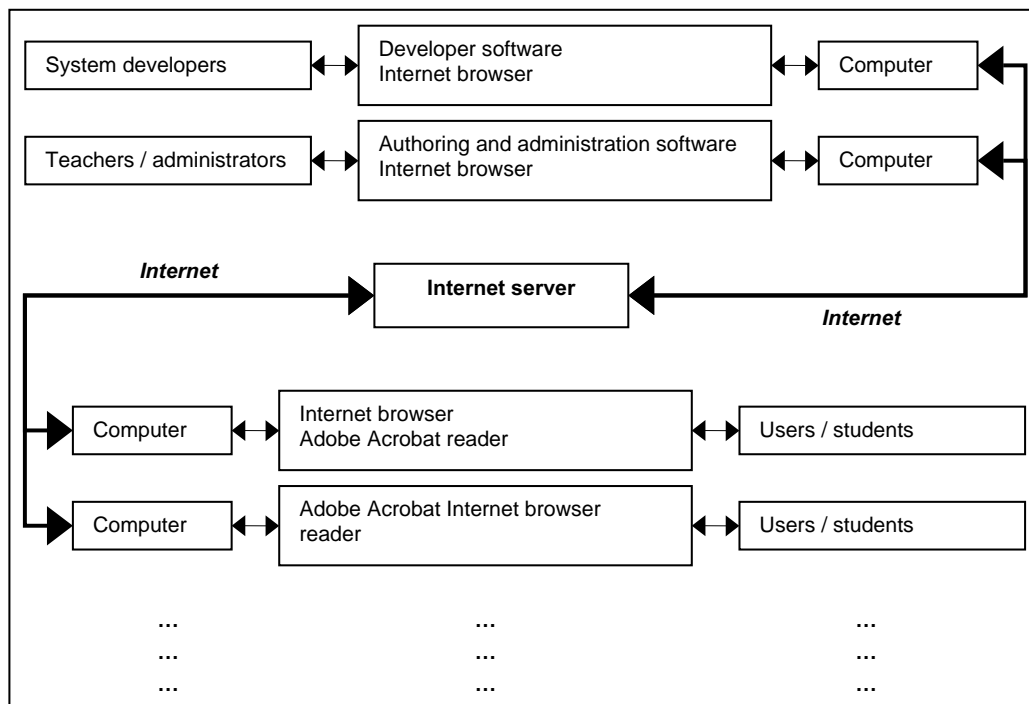 System developers
Developer software
Internet browser
Computer
Teachers / administrators
Authoring and administration software
Internet browser
Computer
Internet
Internet server
Internet
Computer
Internet browser
Adobe Acrobat reader
Users / students
Computer
Adobe Acrobat Internet browser
reader
Users / students
... ... ...
... ... ...
... ... ...